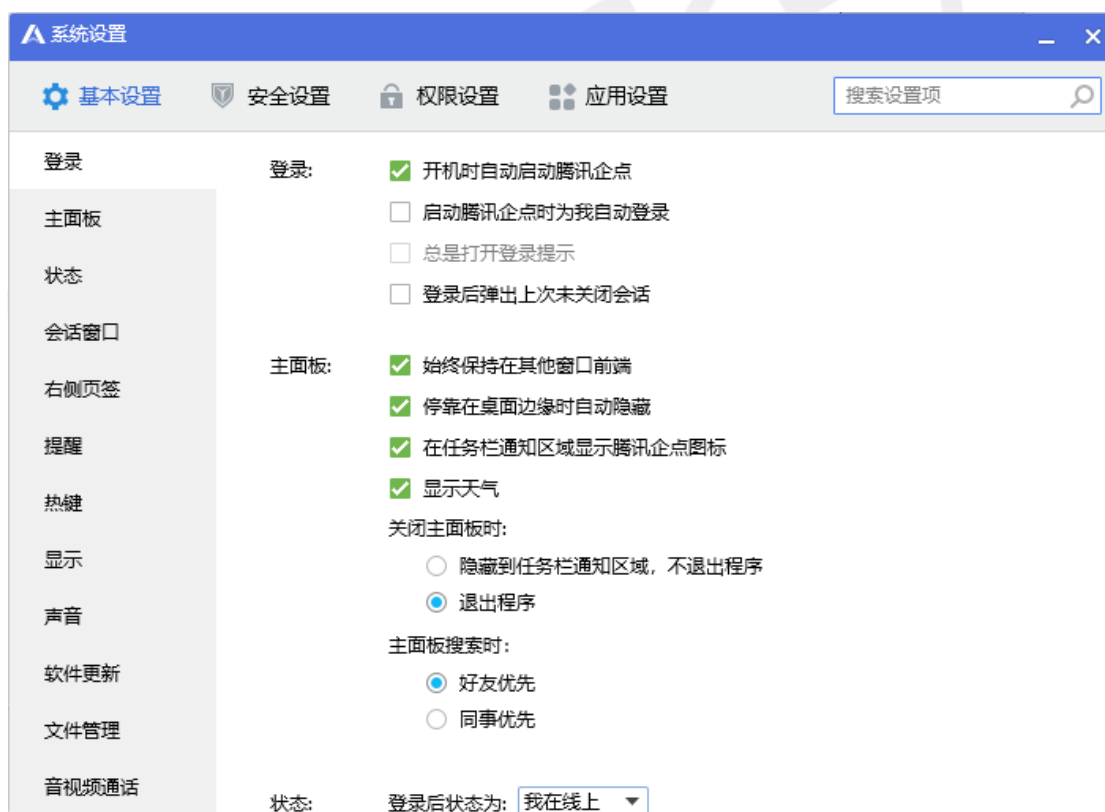 系统设置
基本设置 安全设置 权限设置 应用设置 搜索设置项
登录
主面板
状态
会话窗口
右侧页签
提醒
热键
显示
声音
软件更新
文件管理
音视频通话
登录:
开机时自动启动腾讯企点
启动腾讯企点时为我自动登录
总是打开登录提示
登录后弹出上次未关闭会话
主面板:
始终保持在其他窗口前端
停靠在桌面边缘时自动隐藏
在任务栏通知区域显示腾讯企点图标
显示天气
关闭主面板时:
隐藏到任务栏通知区域，不退出程序
退出程序
主面板搜索时:
好友优先
同事优先
状态:
登录后状态为: 我在线上